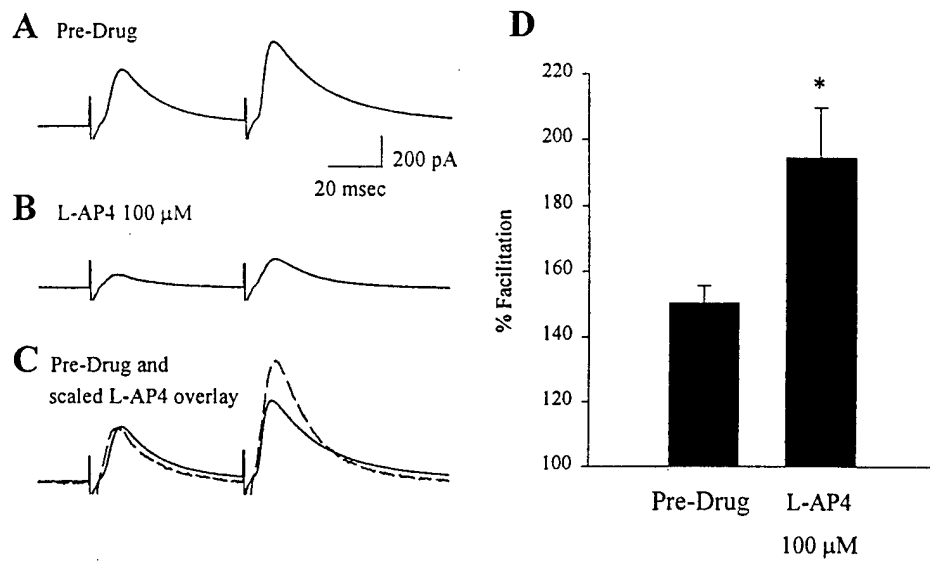 A Pre-Drug
200 pA
20 msec
B L-AP4 100 µM
C Pre-Drug and
scaled L-AP4 overlay
D
% Facilitation
220
200
180
160
140
120
100
*
Pre-Drug
L-AP4
100 µM